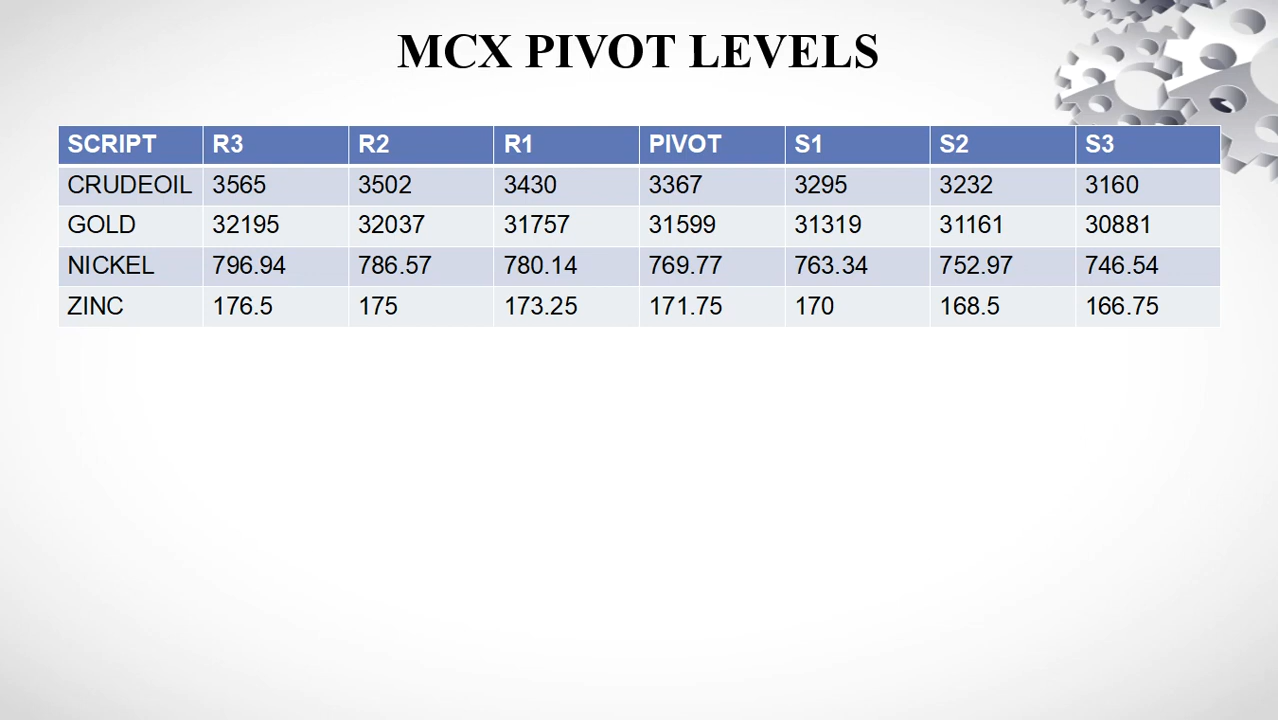 MCX PIVOT LEVELS
SCRIPT R3 R2 R1 PIVOT S1 S2 S3
CRUDEOIL 3565 3502 3430 3367 3295 3232 3160
GOLD 32195 32037 31757 31599 31319 31161 30881
NICKEL 796.94 786.57 780.14 769.77 763.34 752.97 746.54
ZINC 176.5 175 173.25 171.75 170 168.5 166.75